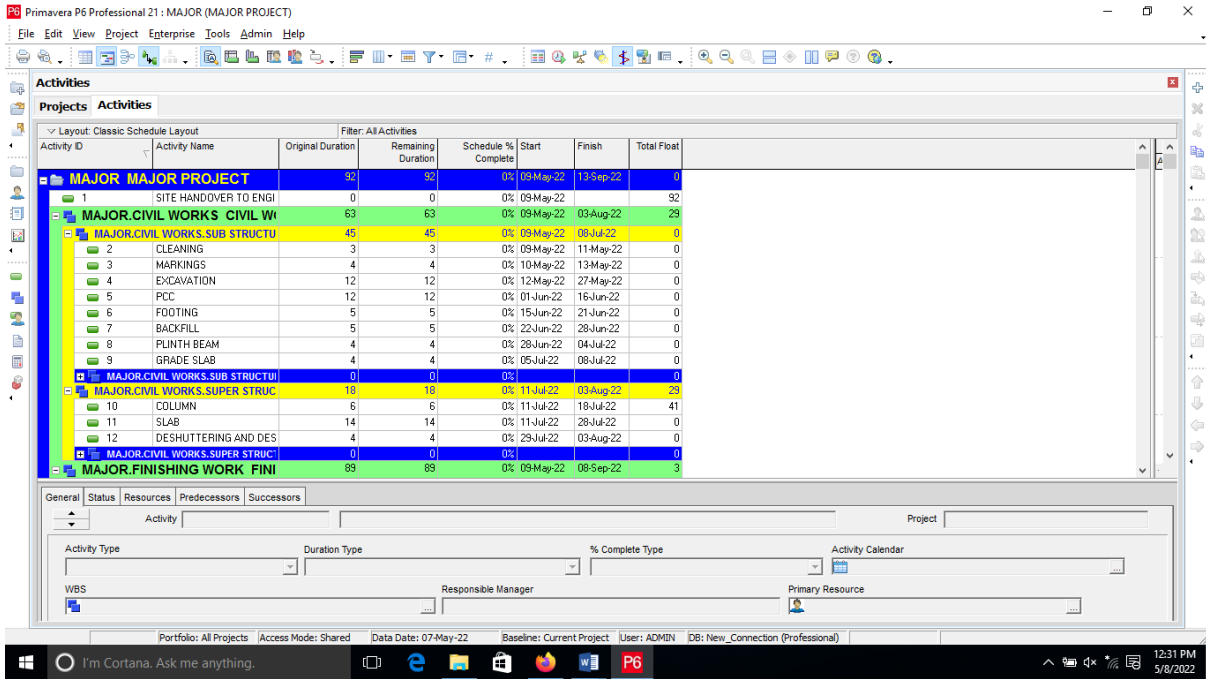 P6 Primavera P6 Professional 21 : MAJOR (MAJOR PROJECT)
File Edit View Project Enterprise Tools Admin Help
Activities
Projects Activities
Layout: Classic Schedule Layout Filter: All Activities
Activity ID Activity Name Original Duration Remaining Duration Schedule % Complete Start Finish Total Float
MAJOR MAJOR PROJECT 92 92 0% 09-May-22 13-Sep-22 0
1 SITE HANDOVER TO ENGI 0 0 0% 09-May-22 92
MAJOR.CIVIL WORKS CIVIL W 63 63 0% 09-May-22 03-Aug-22 29
MAJOR.CIVIL WORKS.SUB STRUCTU 45 45 0% 09-May-22 08-Jul-22 0
2 CLEANING 3 3 0% 09-May-22 11-May-22 0
3 MARKINGS 4 4 0% 10-May-22 13-May-22 0
4 EXCAVATION 12 12 0% 12-May-22 27-May-22 0
5 PCC 12 12 0% 01-Jun-22 16-Jun-22 0
6 FOOTING 5 5 0% 15-Jun-22 21-Jun-22 0
7 BACKFILL 5 5 0% 22-Jun-22 28-Jun-22 0
8 PLINTH BEAM 4 4 0% 28-Jun-22 04-Jul-22 0
9 GRADE SLAB 4 4 0% 05-Jul-22 08-Jul-22 0
MAJOR.CIVIL WORKS.SUB STRUCTUI 0 0 0% 0
MAJOR.CIVIL WORKS.SUPER STRUC 18 18 0% 11-Jul-22 03-Aug-22 29
10 COLUMN 6 6 0% 11-Jul-22 18-Jul-22 41
11 SLAB 14 14 0% 11-Jul-22 28-Jul-22 0
12 DESHUTTERING AND DES 4 4 0% 29-Jul-22 03-Aug-22 0
MAJOR.CIVIL WORKS.SUPER STRUCT 0 0 0% 0
MAJOR.FINISHING WORK FINI 89 89 0% 09-May-22 08-Sep-22 3
General Status Resources Predecessors Successors
Activity Project
Activity Type Duration Type % Complete Type Activity Calendar
WBS Responsible Manager Primary Resource
Portfolio: All Projects Access Mode: Shared Data Date: 07-May-22 Baseline: Current Project User: ADMIN DB: New_Connection (Professional)
I'm Cortana. Ask me anything. P6 12:31 PM
5/8/2022